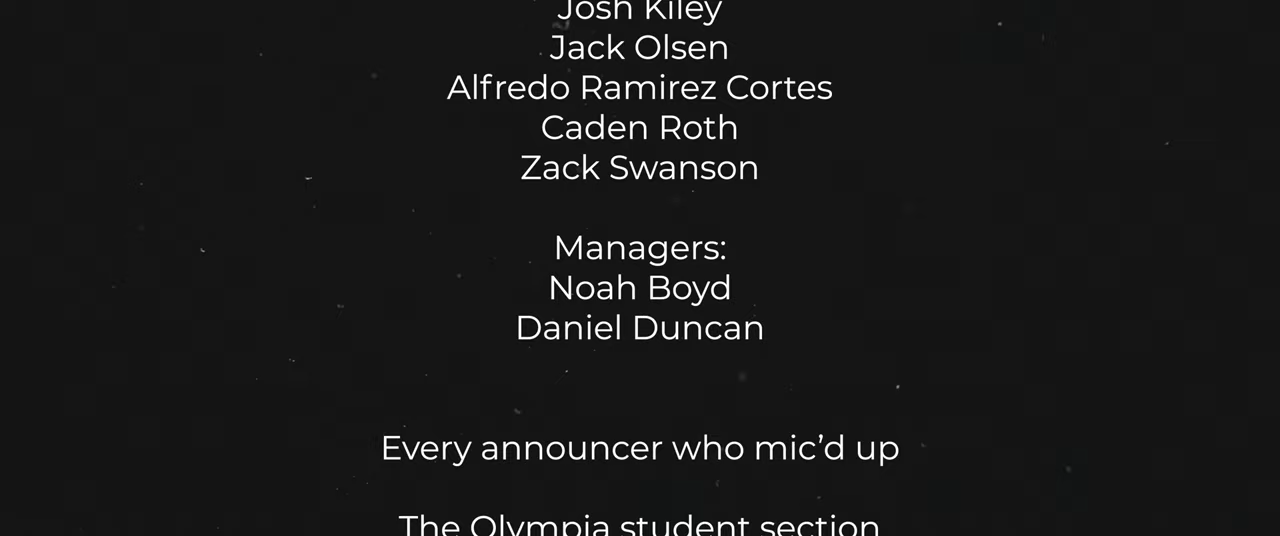 Josh Kiley
Jack Olsen
Alfredo Ramirez Cortes
Caden Roth
Zack Swanson
Managers:
Noah Boyd
Daniel Duncan
Every announcer who mic’d up
The Olympia student section